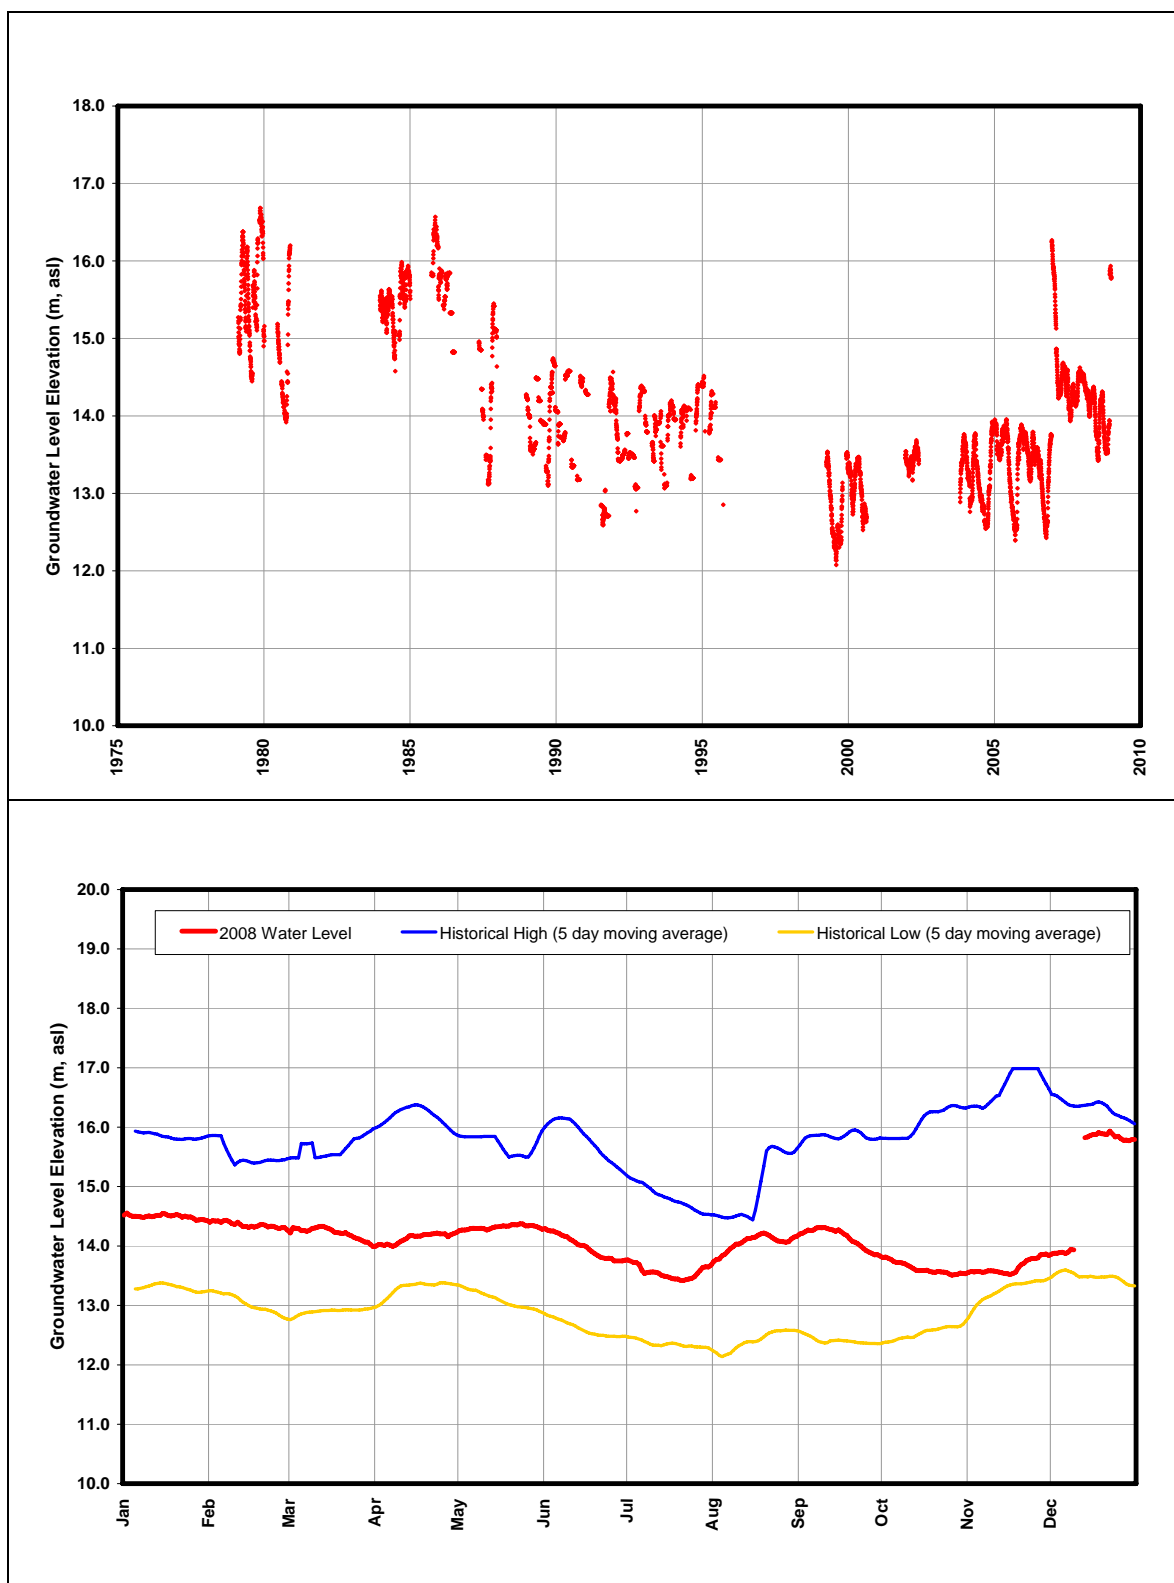 18.0
17.0
16.0
15.0
14.0
13.0
12.0
11.0
10.0
Groundwater Level Elevation (m, asl)
1975
1980
1985
1990
1995
2000
2005
2010
20.0
19.0
18.0
17.0
16.0
15.0
14.0
13.0
12.0
11.0
10.0
Groundwater Level Elevation (m, asl)
2008 Water Level
Historical High (5 day moving average)
Historical Low (5 day moving average)
Jan
Feb
Mar
Apr
May
Jun
Jul
Aug
Sep
Oct
Nov
Dec